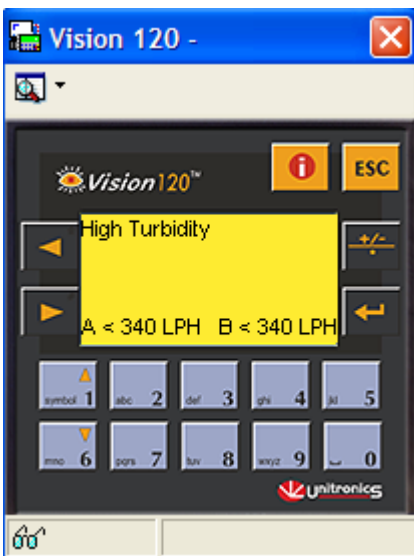 Vision 120 -
i ESC
Vision120™
High Turbidity
+/-
A < 340 LPH B < 340 LPH
symbol 1 abc 2 def 3 ghi 4 jkl 5
mno 6 pqrs 7 tuv 8 wxyz 9 0
unitronics